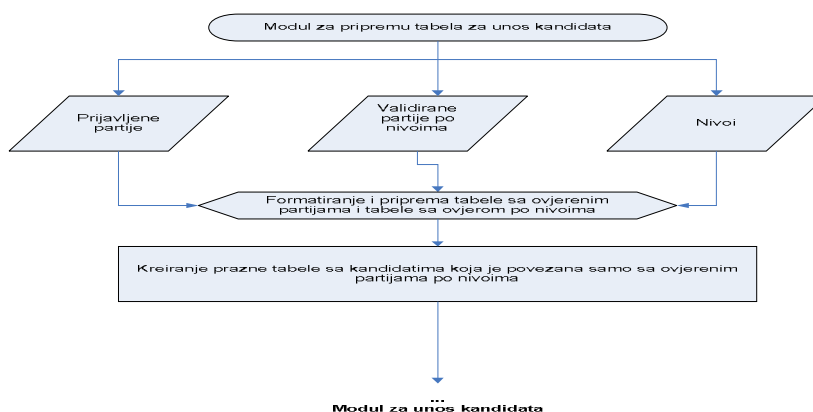 Modul za pripremu tabela za unos kandidata
Prijavljene
partije
Validirane
partije po
nivoima
Nivoi
Formatiranje i priprema tabele sa ovjerenim
partijama i tabele sa ovjerom po nivoima
Kreiranje prazne tabele sa kandidatima koja je povezana samo sa ovjerenim
partijama po nivoima
...
Modul za unos kandidata